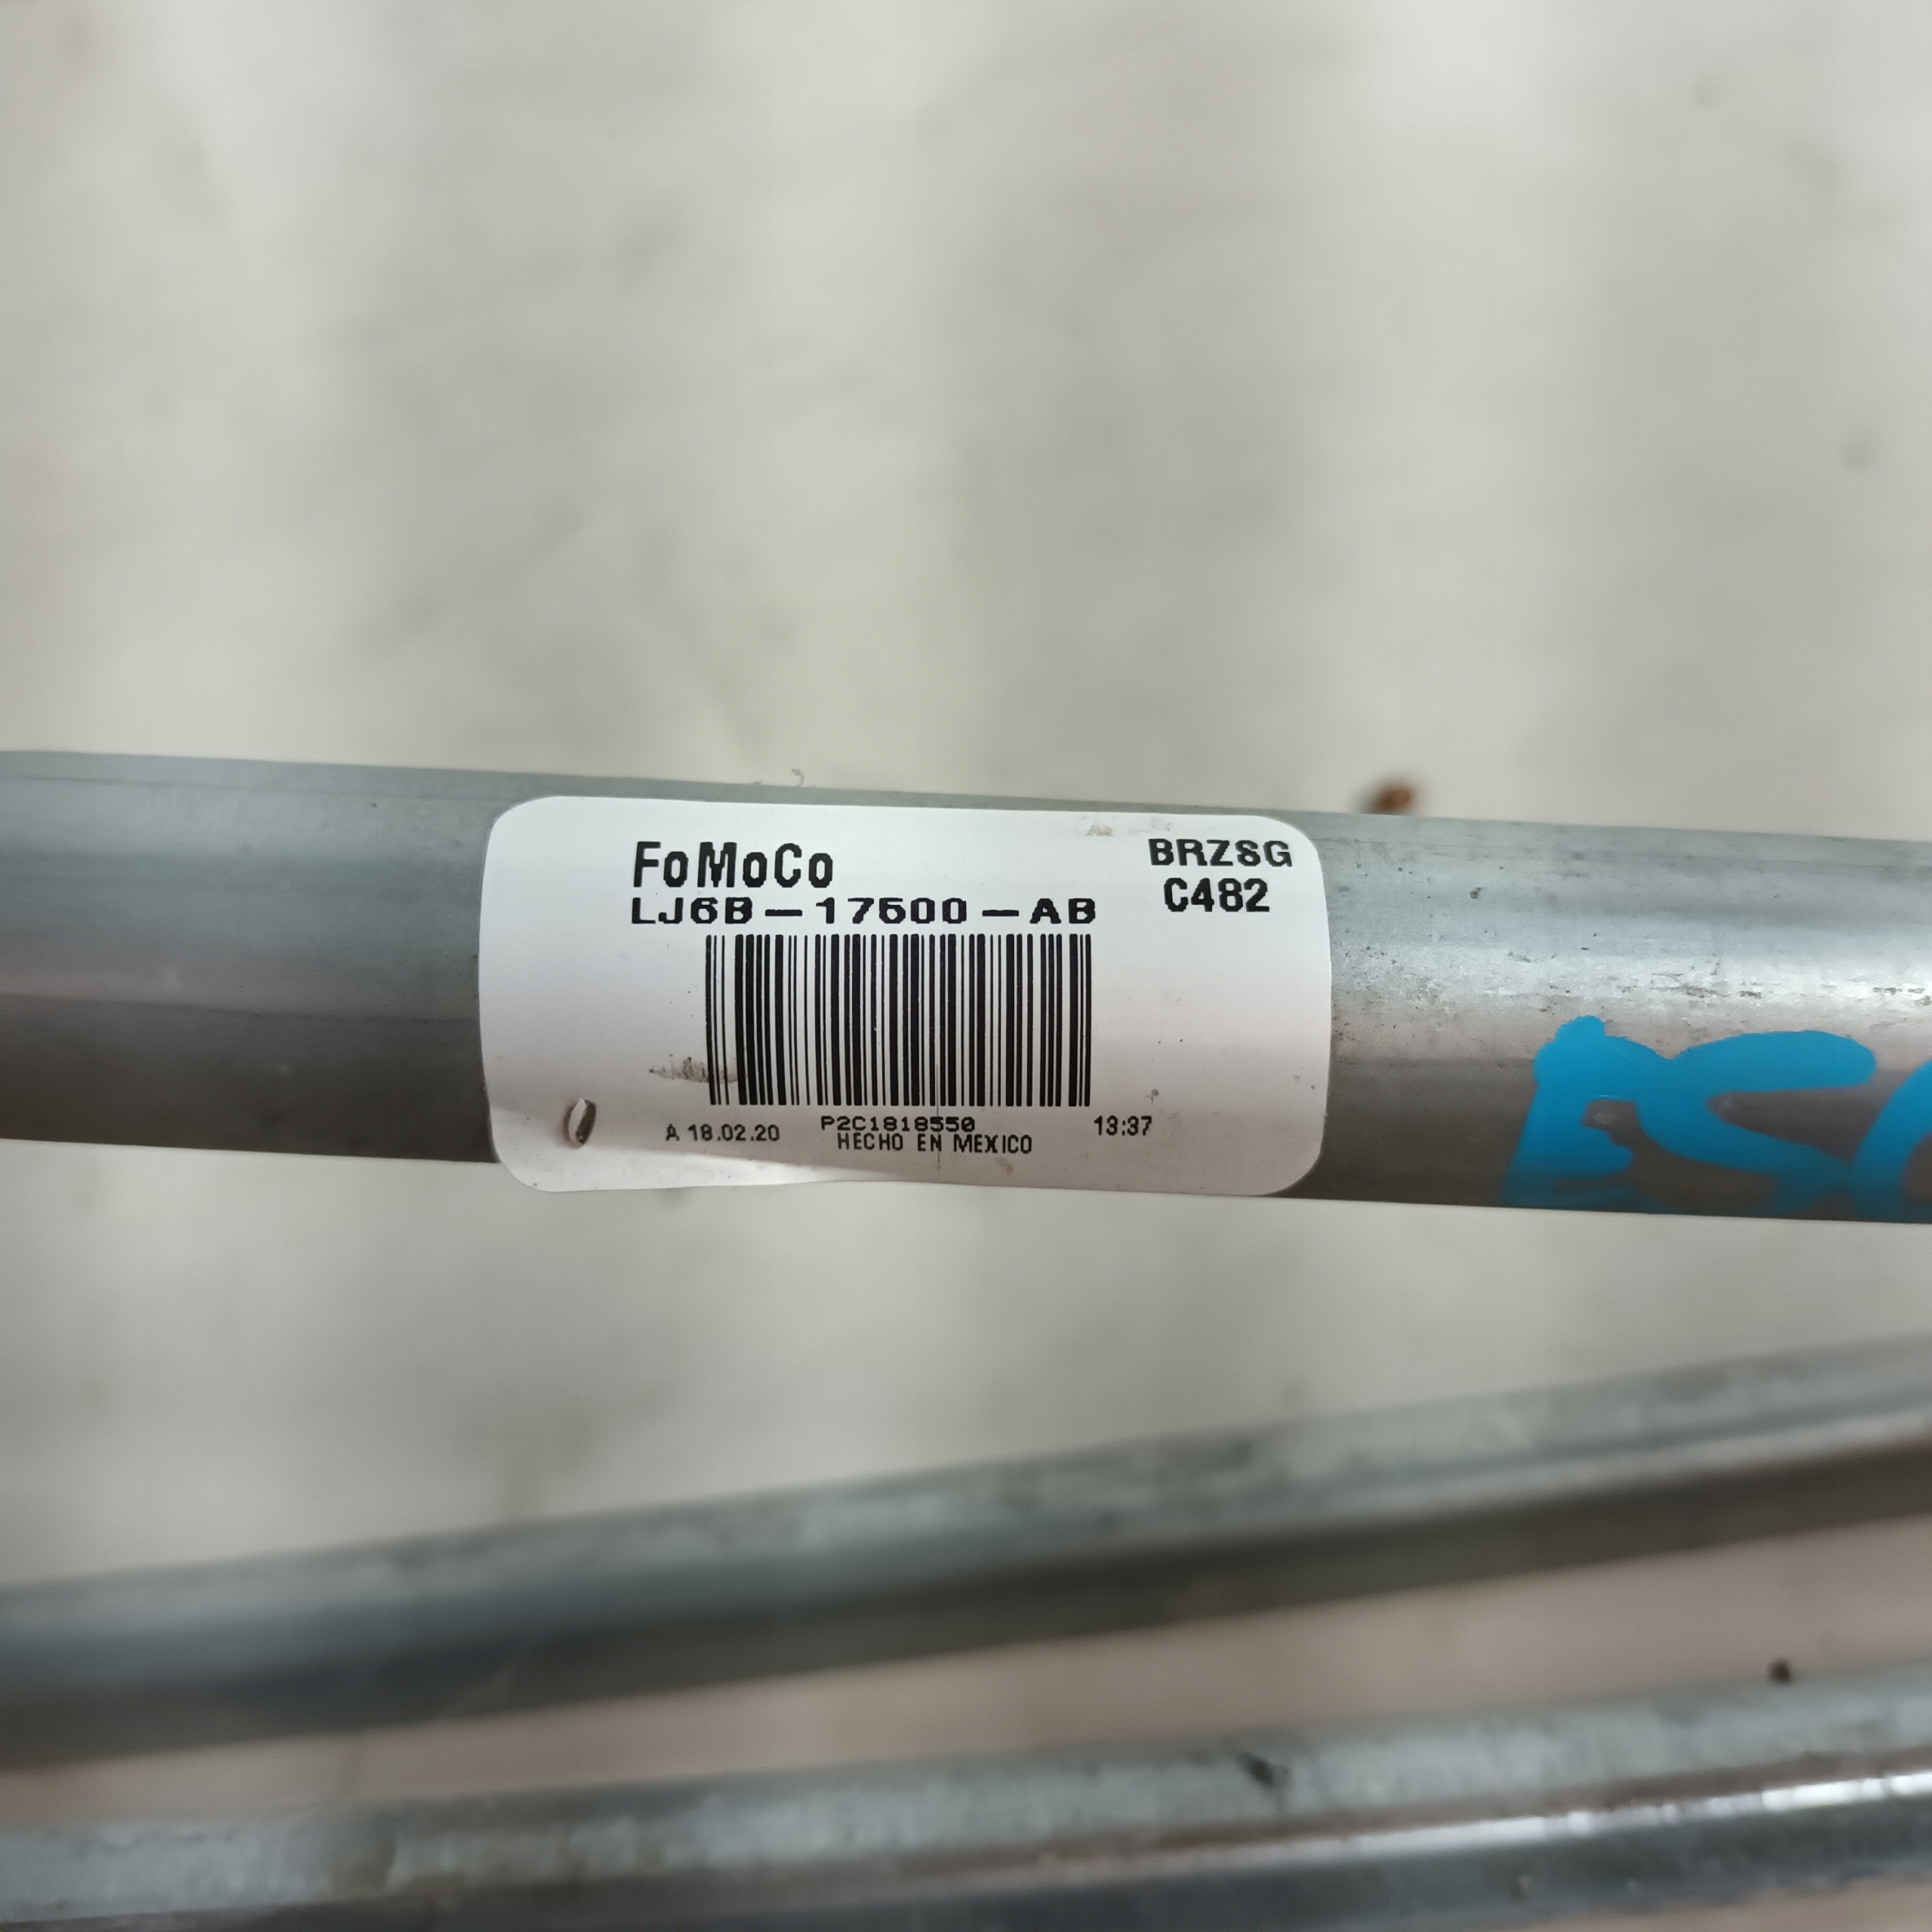 FoMoCo
BRZSG
LJ6B-17500-AB
C482
A 18.02.20
P2C1818550
13:37
HECHO EN MEXICO